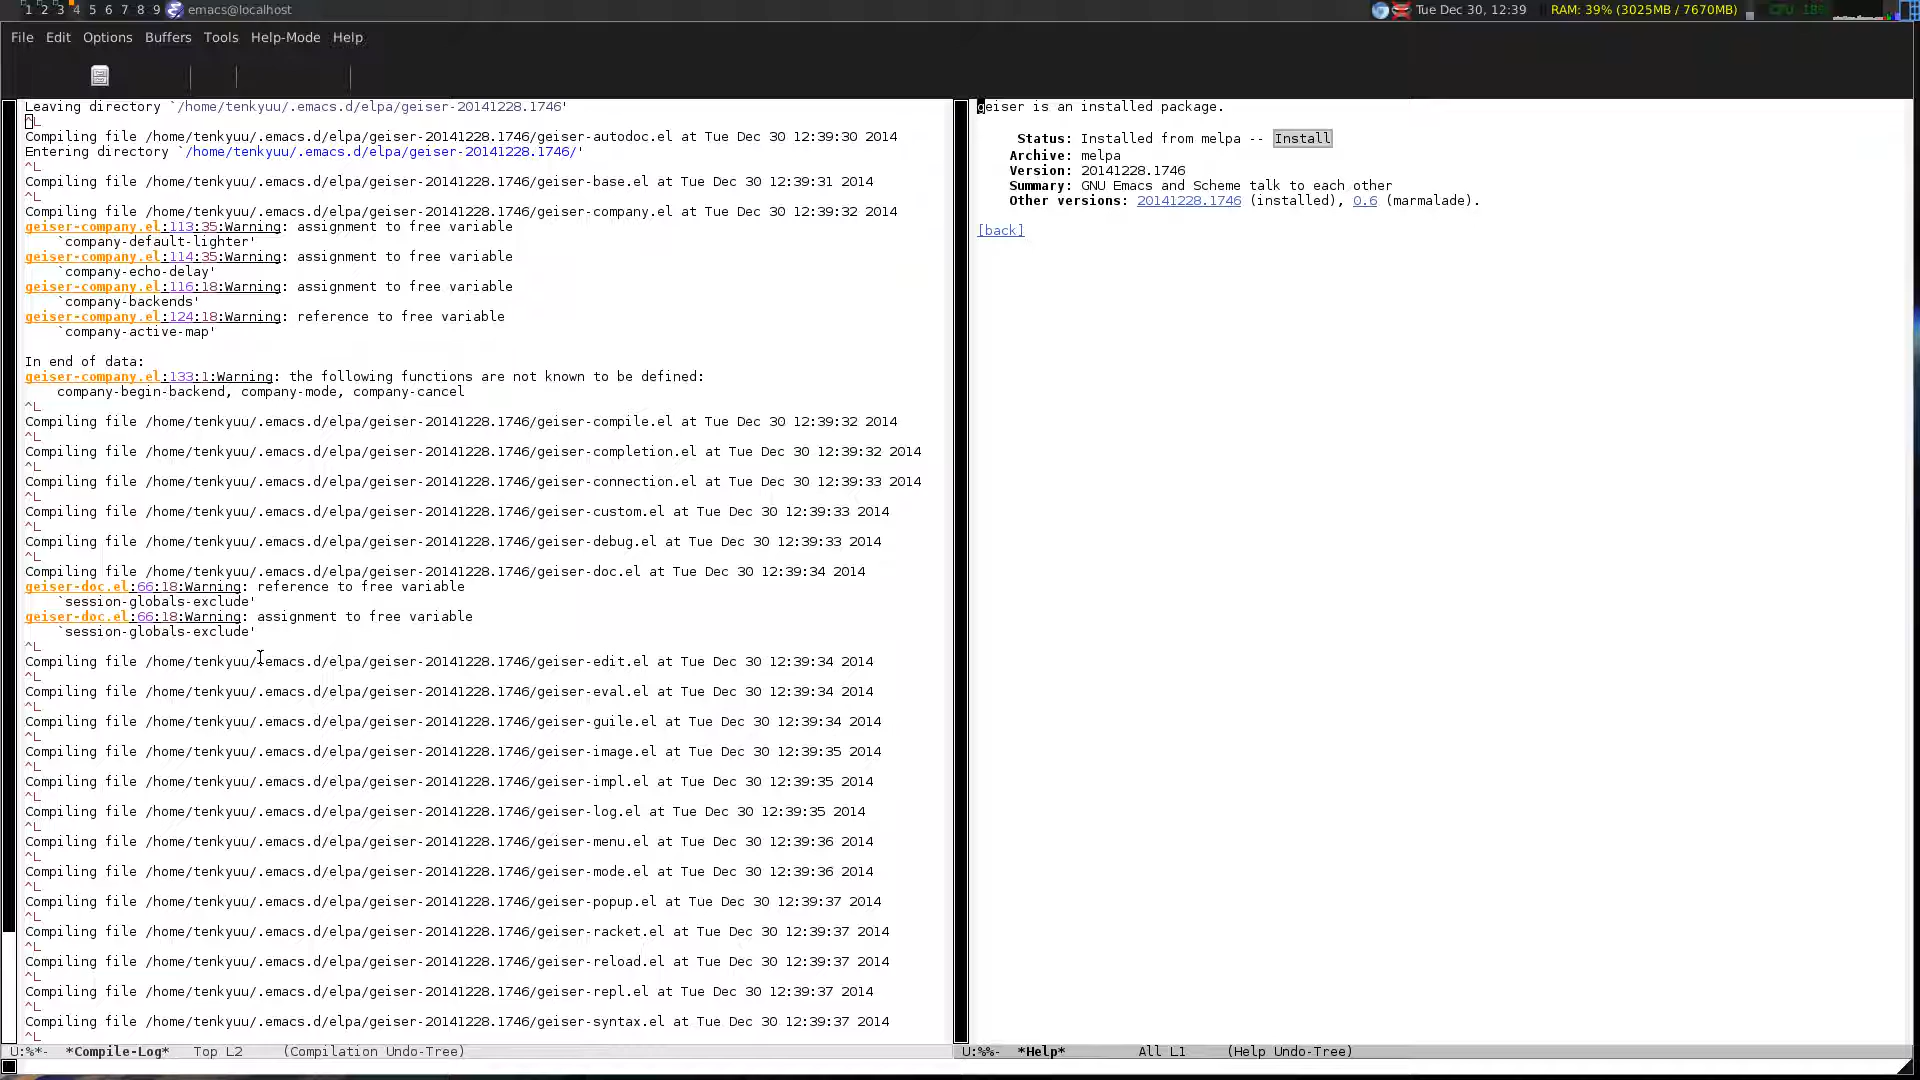 1 2 3 4 5 6 7 8 9 emacs@localhost
Tue Dec 30, 12:39 RAM: 39% (3025MB / 7670MB) CPU 18%
File Edit Options Buffers Tools Help-Mode Help
Leaving directory `/home/tenkyuu/.emacs.d/elpa/geiser-20141228.1746'
^L
Compiling file /home/tenkyuu/.emacs.d/elpa/geiser-20141228.1746/geiser-autodoc.el at Tue Dec 30 12:39:30 2014
Entering directory `/home/tenkyuu/.emacs.d/elpa/geiser-20141228.1746/'
^L
Compiling file /home/tenkyuu/.emacs.d/elpa/geiser-20141228.1746/geiser-base.el at Tue Dec 30 12:39:31 2014
^L
Compiling file /home/tenkyuu/.emacs.d/elpa/geiser-20141228.1746/geiser-company.el at Tue Dec 30 12:39:32 2014
geiser-company.el:113:35:Warning: assignment to free variable
`company-default-lighter'
geiser-company.el:114:35:Warning: assignment to free variable
`company-echo-delay'
geiser-company.el:116:18:Warning: assignment to free variable
`company-backends'
geiser-company.el:124:18:Warning: reference to free variable
`company-active-map'
In end of data:
geiser-company.el:133:1:Warning: the following functions are not known to be defined:
company-begin-backend, company-mode, company-cancel
^L
Compiling file /home/tenkyuu/.emacs.d/elpa/geiser-20141228.1746/geiser-compile.el at Tue Dec 30 12:39:32 2014
^L
Compiling file /home/tenkyuu/.emacs.d/elpa/geiser-20141228.1746/geiser-completion.el at Tue Dec 30 12:39:32 2014
^L
Compiling file /home/tenkyuu/.emacs.d/elpa/geiser-20141228.1746/geiser-connection.el at Tue Dec 30 12:39:33 2014
^L
Compiling file /home/tenkyuu/.emacs.d/elpa/geiser-20141228.1746/geiser-custom.el at Tue Dec 30 12:39:33 2014
^L
Compiling file /home/tenkyuu/.emacs.d/elpa/geiser-20141228.1746/geiser-debug.el at Tue Dec 30 12:39:33 2014
^L
Compiling file /home/tenkyuu/.emacs.d/elpa/geiser-20141228.1746/geiser-doc.el at Tue Dec 30 12:39:34 2014
geiser-doc.el:66:18:Warning: reference to free variable
`session-globals-exclude'
geiser-doc.el:66:18:Warning: assignment to free variable
`session-globals-exclude'
^L
Compiling file /home/tenkyuu/.emacs.d/elpa/geiser-20141228.1746/geiser-edit.el at Tue Dec 30 12:39:34 2014
^L
Compiling file /home/tenkyuu/.emacs.d/elpa/geiser-20141228.1746/geiser-eval.el at Tue Dec 30 12:39:34 2014
^L
Compiling file /home/tenkyuu/.emacs.d/elpa/geiser-20141228.1746/geiser-guile.el at Tue Dec 30 12:39:34 2014
^L
Compiling file /home/tenkyuu/.emacs.d/elpa/geiser-20141228.1746/geiser-image.el at Tue Dec 30 12:39:35 2014
^L
Compiling file /home/tenkyuu/.emacs.d/elpa/geiser-20141228.1746/geiser-impl.el at Tue Dec 30 12:39:35 2014
^L
Compiling file /home/tenkyuu/.emacs.d/elpa/geiser-20141228.1746/geiser-log.el at Tue Dec 30 12:39:35 2014
^L
Compiling file /home/tenkyuu/.emacs.d/elpa/geiser-20141228.1746/geiser-menu.el at Tue Dec 30 12:39:36 2014
^L
Compiling file /home/tenkyuu/.emacs.d/elpa/geiser-20141228.1746/geiser-mode.el at Tue Dec 30 12:39:36 2014
^L
Compiling file /home/tenkyuu/.emacs.d/elpa/geiser-20141228.1746/geiser-popup.el at Tue Dec 30 12:39:37 2014
^L
Compiling file /home/tenkyuu/.emacs.d/elpa/geiser-20141228.1746/geiser-racket.el at Tue Dec 30 12:39:37 2014
^L
Compiling file /home/tenkyuu/.emacs.d/elpa/geiser-20141228.1746/geiser-reload.el at Tue Dec 30 12:39:37 2014
^L
Compiling file /home/tenkyuu/.emacs.d/elpa/geiser-20141228.1746/geiser-repl.el at Tue Dec 30 12:39:37 2014
^L
Compiling file /home/tenkyuu/.emacs.d/elpa/geiser-20141228.1746/geiser-syntax.el at Tue Dec 30 12:39:37 2014
^L
U:%*- *Compile-Log* Top L2 (Compilation Undo-Tree)
geiser is an installed package.
Status: Installed from melpa -- Install
Archive: melpa
Version: 20141228.1746
Summary: GNU Emacs and Scheme talk to each other
Other versions: 20141228.1746 (installed), 0.6 (marmalade).
[back]
U:%%- *Help* All L1 (Help Undo-Tree)